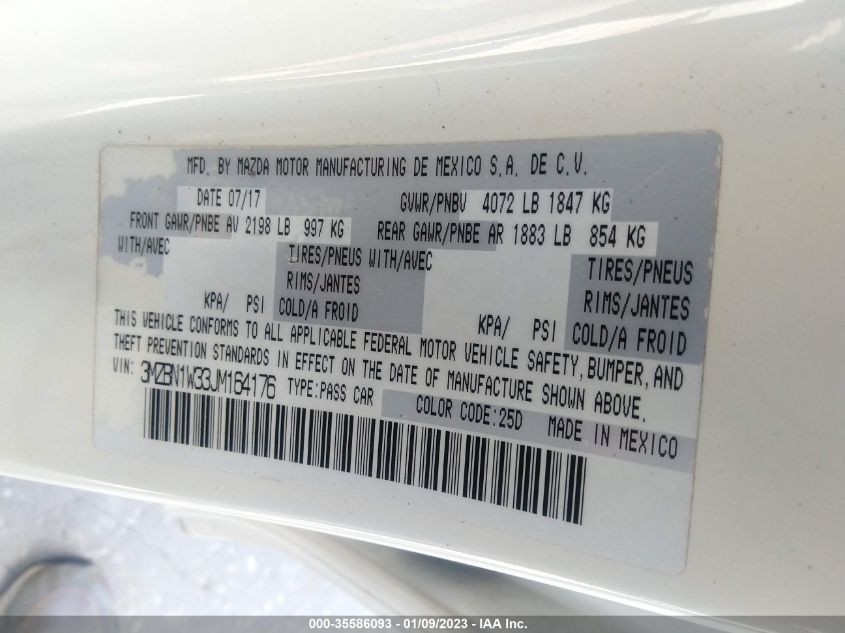 MFD. BY MAZDA MOTOR MANUFACTURING DE MEXICO S.A. DE C.V.
DATE 07/17 GVWR/PNBV 4072 LB 1847 KG
FRONT GAWR/PNBE AV 2198 LB 997 KG REAR GAWR/PNBE AR 1883 LB 854 KG
WITH/AVEC TIRES/PNEUS WITH/AVEC TIRES/PNEUS
RIMS/JANTES RIMS/JANTES
KPA/ PSI COLD/A FROID KPA/ PSI COLD/A FROID
THIS VEHICLE CONFORMS TO ALL APPLICABLE FEDERAL MOTOR VEHICLE SAFETY, BUMPER, AND
THEFT PREVENTION STANDARDS IN EFFECT ON THE DATE OF MANUFACTURE SHOWN ABOVE.
VIN: 3MZBN1W33JM164176 TYPE:PASS CAR COLOR CODE:25D MADE IN MEXICO
000-35586093 - 01/09/2023 - IAA Inc.